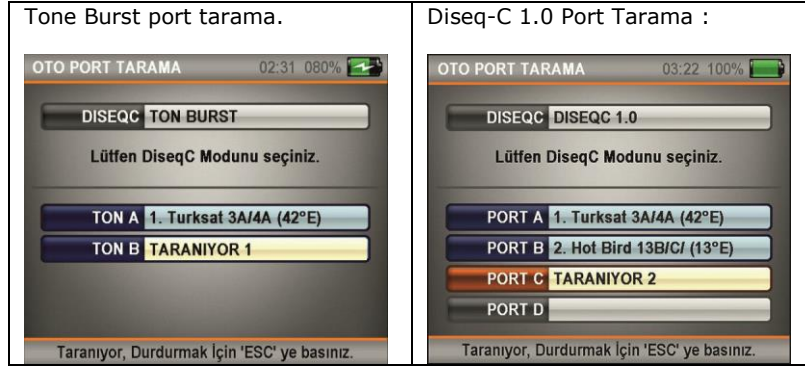 Tone Burst port tarama.
OTO PORT TARAMA 02:31 080%
DISEQC TON BURST
Lütfen DiseqC Modunu seçiniz.
TON A 1. Turksat 3A/4A (42ºE)
TON B TARANIYOR 1
Taranıyor, Durdurmak İçin 'ESC' ye basınız.
Diseq-C 1.0 Port Tarama :
OTO PORT TARAMA 03:22 100%
DISEQC DISEQC 1.0
Lütfen DiseqC Modunu seçiniz.
PORT A 1. Turksat 3A/4A (42ºE)
PORT B 2. Hot Bird 13B/C/ (13ºE)
PORT C TARANIYOR 2
PORT D
Taranıyor, Durdurmak İçin 'ESC' ye basınız.